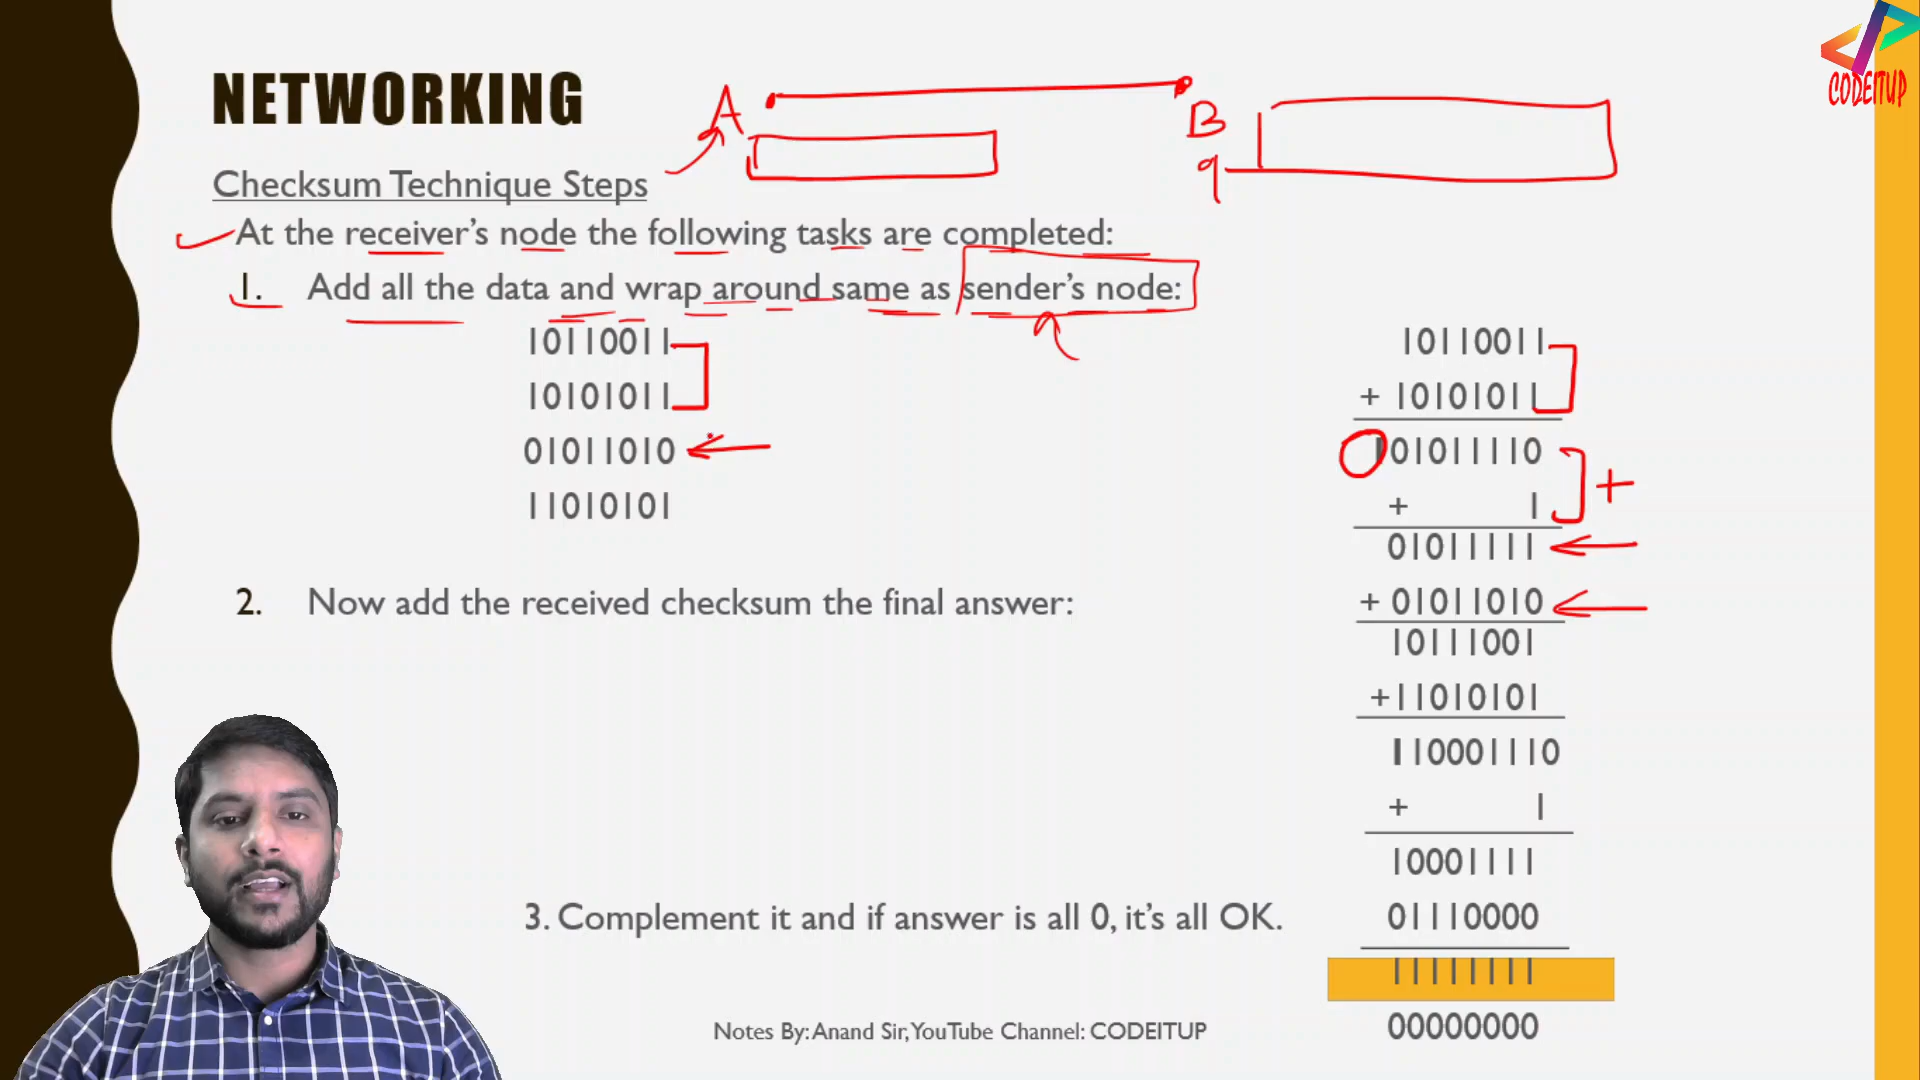 NETWORKING
CODEITUP
A
B
9
Checksum Technique Steps
At the receiver's node the following tasks are completed:
1. Add all the data and wrap around same as sender's node:
10110011
10101011
01011010
11010101
2. Now add the received checksum the final answer:
3. Complement it and if answer is all 0, it's all OK.
10110011
+ 10101011
101011110
+ 1
+
01011111
+ 01011010
10111001
+11010101
110001110
+ 1
10001111
01110000
11111111
00000000
Notes By: Anand Sir, YouTube Channel: CODEITUP